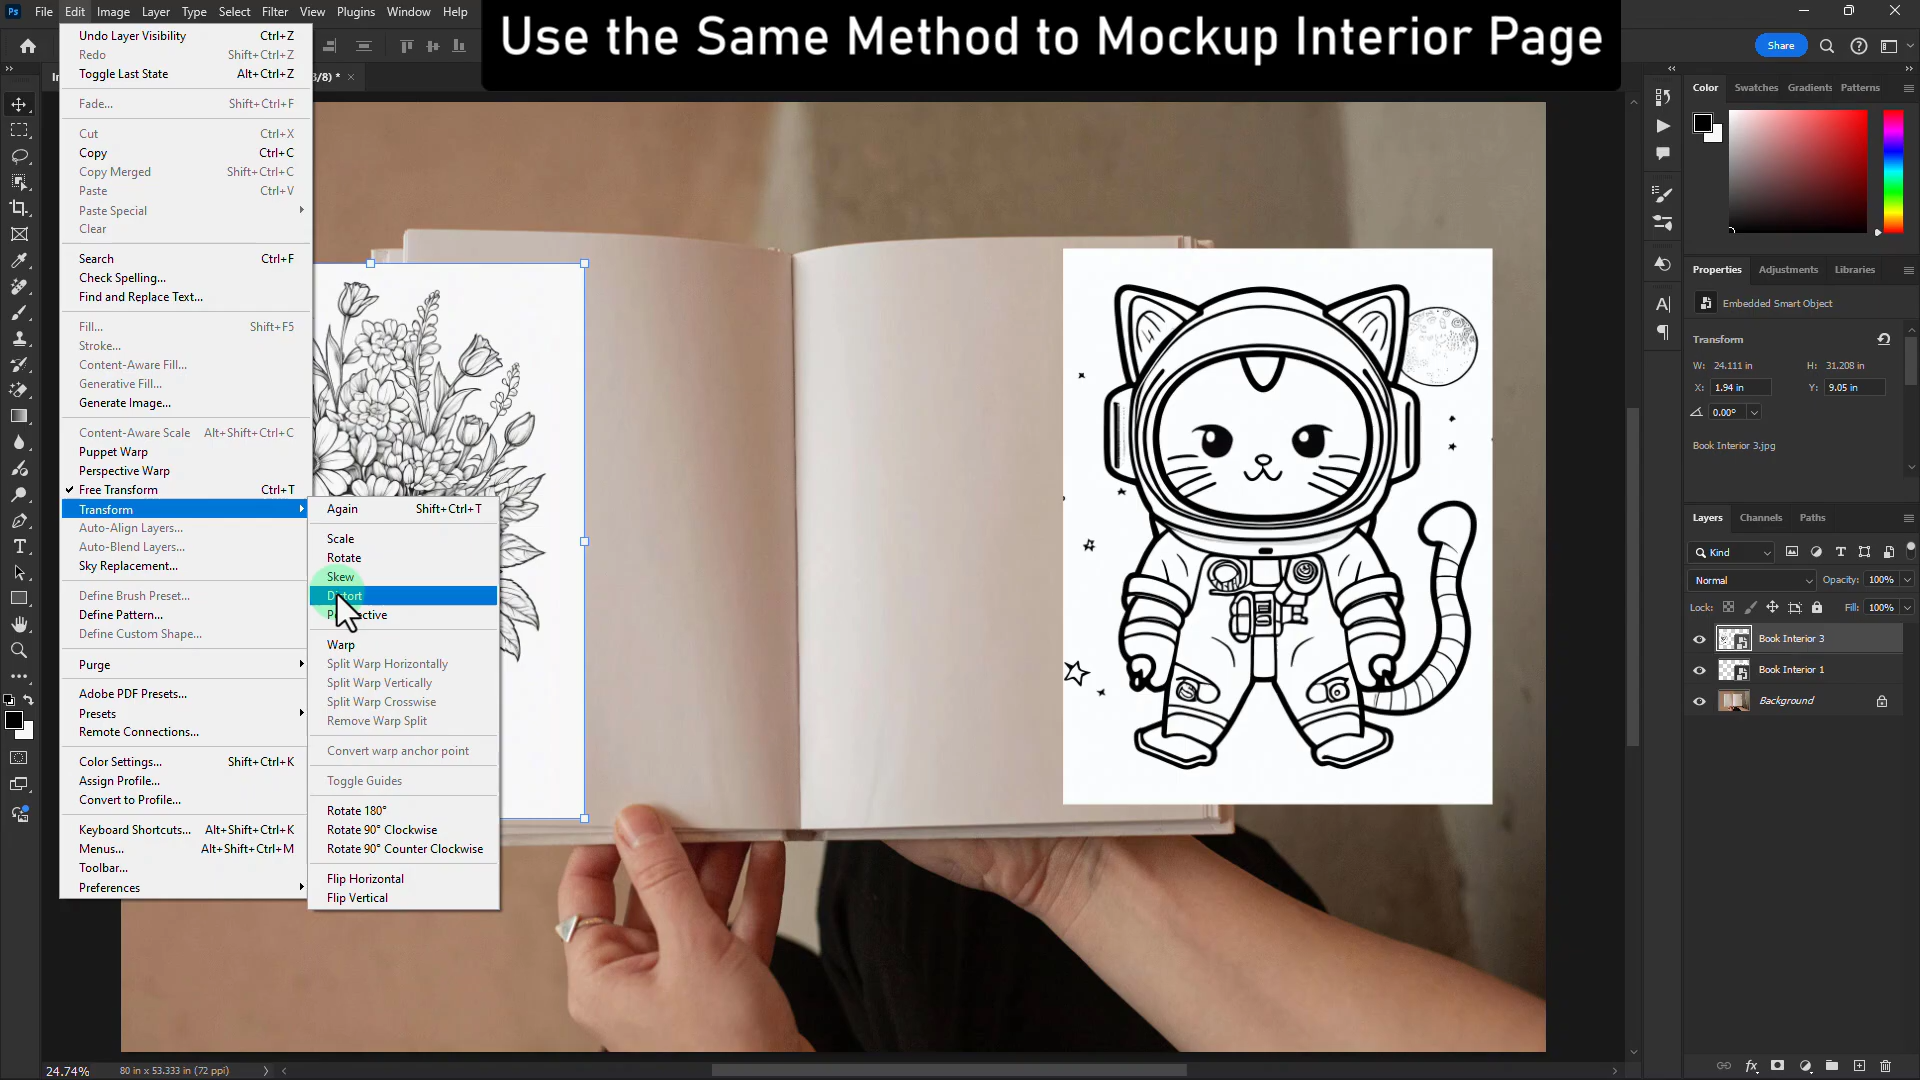 Ps File Edit Image Layer Type Select Filter View Plugins Window Help
Use the Same Method to Mockup Interior Page
Share
/8) *
Undo Layer Visibility Ctrl+Z
Redo Shift+Ctrl+Z
Toggle Last State Alt+Ctrl+Z
Fade... Shift+Ctrl+F
Cut Ctrl+X
Copy Ctrl+C
Copy Merged Shift+Ctrl+C
Paste Ctrl+V
Paste Special
Clear
Search Ctrl+F
Check Spelling...
Find and Replace Text...
Fill... Shift+F5
Stroke...
Content-Aware Fill...
Generative Fill...
Generate Image...
Content-Aware Scale Alt+Shift+Ctrl+C
Puppet Warp
Perspective Warp
Free Transform Ctrl+T
Transform
Auto-Align Layers...
Auto-Blend Layers...
Sky Replacement...
Define Brush Preset...
Define Pattern...
Define Custom Shape...
Purge
Adobe PDF Presets...
Presets
Remote Connections...
Color Settings... Shift+Ctrl+K
Assign Profile...
Convert to Profile...
Keyboard Shortcuts... Alt+Shift+Ctrl+K
Menus... Alt+Shift+Ctrl+M
Toolbar...
Preferences
Again Shift+Ctrl+T
Scale
Rotate
Skew
Distort
Warp
Split Warp Horizontally
Split Warp Vertically
Split Warp Crosswise
Remove Warp Split
Convert warp anchor point
Toggle Guides
Rotate 180°
Rotate 90° Clockwise
Rotate 90° Counter Clockwise
Flip Horizontal
Flip Vertical
Color Swatches Gradients Patterns
Properties Adjustments Libraries
Embedded Smart Object
Transform
W: 24.111 in H: 31.208 in
X: 1.94 in Y: 9.05 in
0.00°
Book Interior 3.jpg
Layers Channels Paths
Kind
Normal Opacity: 100%
Lock: Fill: 100%
Book Interior 3
Book Interior 1
Background
24.74% 80 in x 53.333 in (72 ppi)